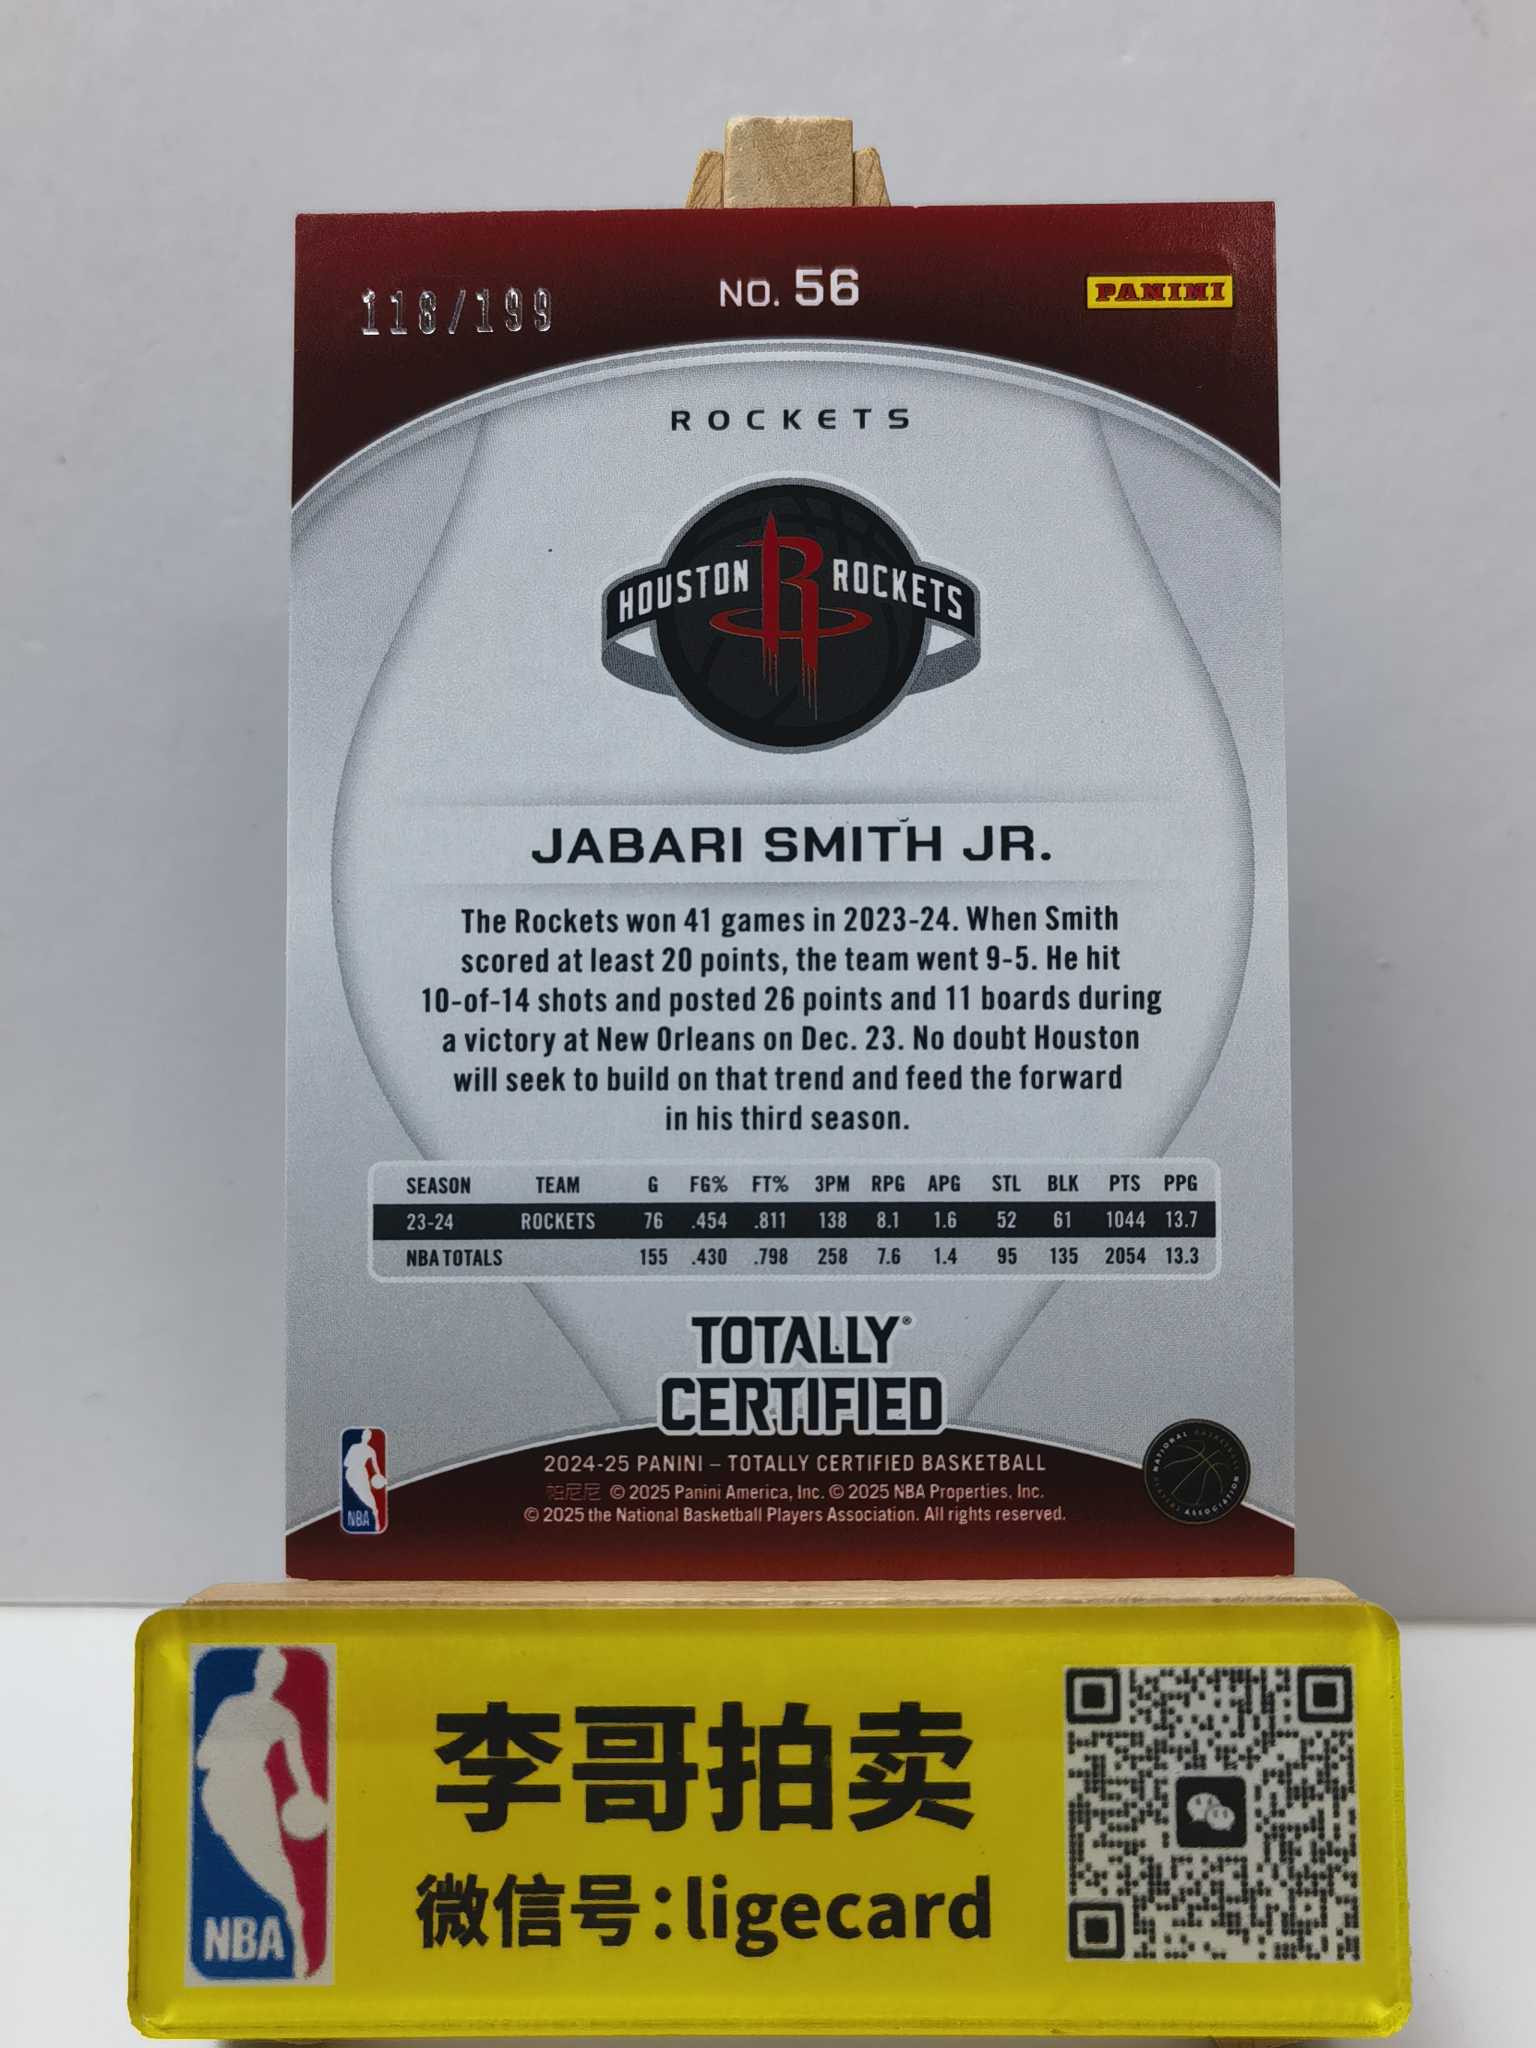 118/199
NO. 56
PANINI
ROCKETS
HOUSTON ROCKETS
JABARI SMITH JR.
The Rockets won 41 games in 2023-24. When Smith
scored at least 20 points, the team went 9-5. He hit
10-of-14 shots and posted 26 points and 11 boards during
a victory at New Orleans on Dec. 23. No doubt Houston
will seek to build on that trend and feed the forward
in his third season.
SEASON TEAM G FG% FT% 3PM RPG APG STL BLK PTS PPG
23-24 ROCKETS 76 .454 .811 138 8.1 1.6 52 61 1044 13.7
NBA TOTALS 155 .430 .798 258 7.6 1.4 95 135 2054 13.3
TOTALLY®
CERTIFIED
2024-25 PANINI – TOTALLY CERTIFIED BASKETBALL
帕尼尼 © 2025 Panini America, Inc. © 2025 NBA Properties, Inc.
© 2025 the National Basketball Players Association. All rights reserved.
NBA
NATIONAL BASKETBALL PLAYERS ASSOCIATION
李哥拍卖
微信号:ligecard
NBA